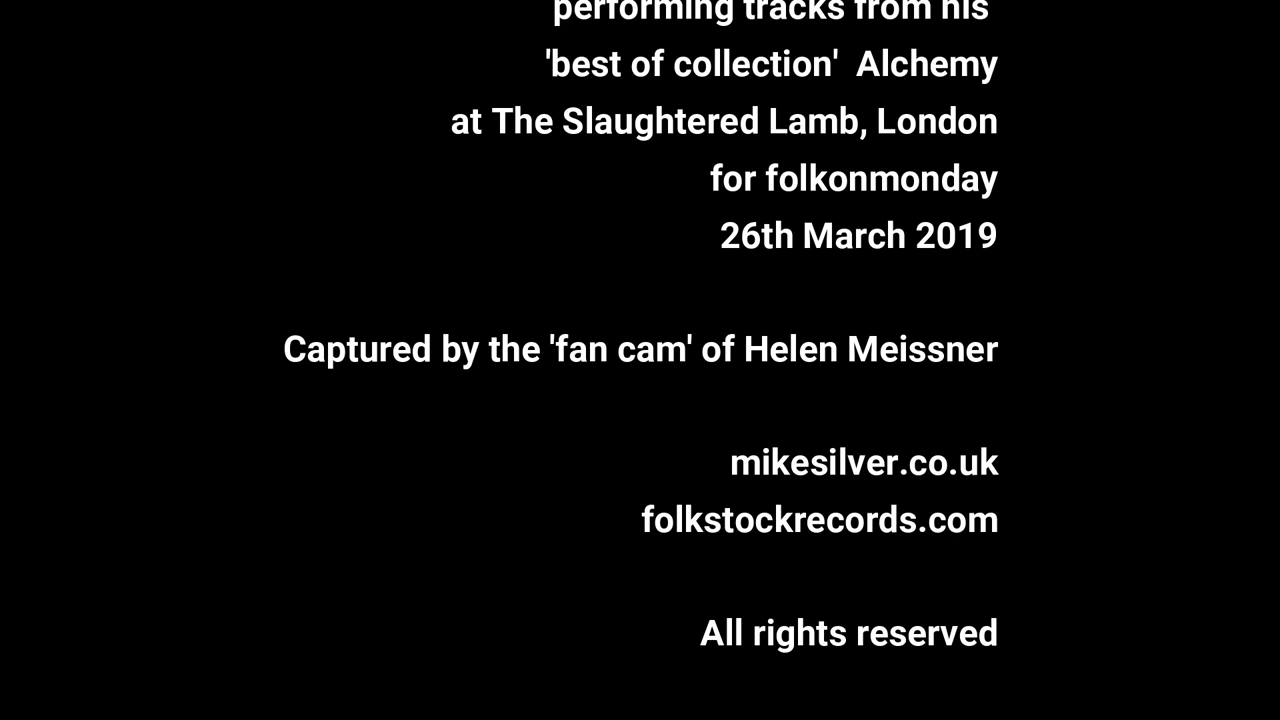 performing tracks from his
'best of collection'  Alchemy
at The Slaughtered Lamb, London
for folkonmonday
26th March 2019
Captured by the 'fan cam' of Helen Meissner
mikesilver.co.uk
folkstockrecords.com
All rights reserved